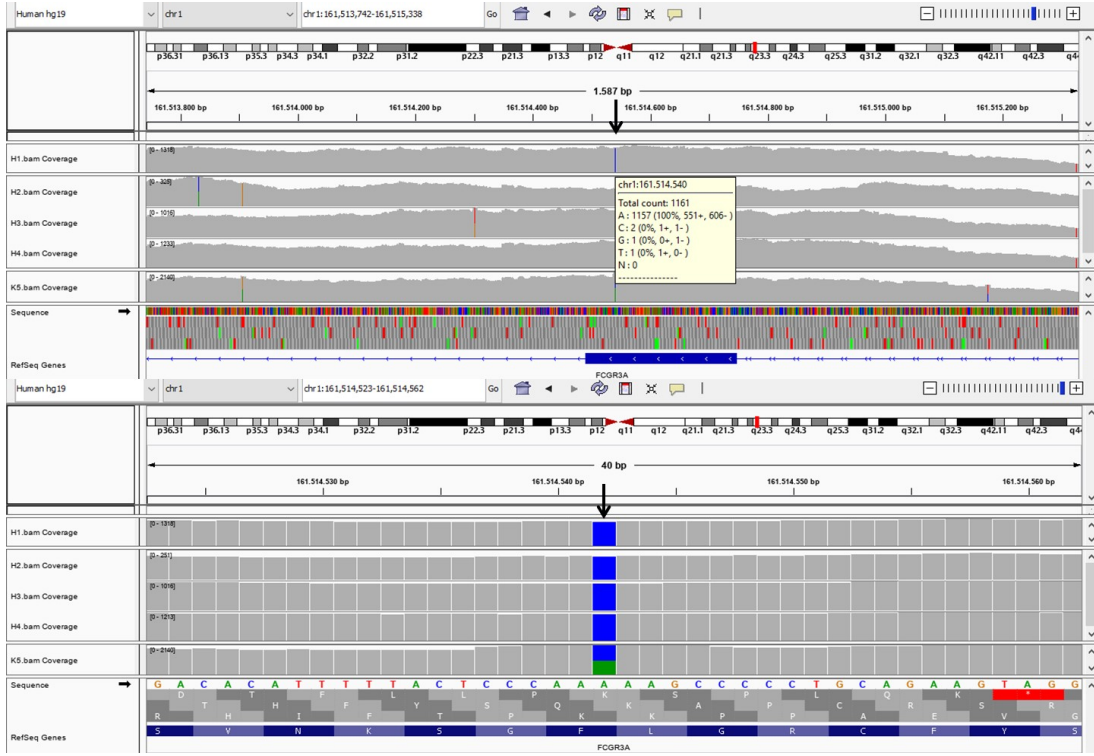 Human hg19 chr1 chr1:161,513,742-161,515,338 Go
p36.31 p36.13 p35.3 p34.3 p34.1 p32.2 p31.2 p22.3 p21.3 p13.3 p12 q11 q12 q21.1 q21.3 q23.3 q24.3 q25.3 q31.2 q32.1 q32.3 q42.11 q42.3 q44
1.587 bp
161.513.800 bp 161.514.000 bp 161.514.200 bp 161.514.400 bp 161.514.600 bp 161.514.800 bp 161.515.000 bp 161.515.200 bp
H1.bam Coverage [0 - 1318]
H2.bam Coverage [0 - 325]
H3.bam Coverage [0 - 1016]
H4.bam Coverage [0 - 1233]
K5.bam Coverage [0 - 2140]
chr1:161.514.540
Total count: 1161
A : 1157 (100%, 551+, 606- )
C : 2 (0%, 1+, 1- )
G : 1 (0%, 0+, 1- )
T : 1 (0%, 1+, 0- )
N : 0
---------------
Sequence
RefSeq Genes
FCGR3A
Human hg19 chr1 chr1:161,514,523-161,514,562 Go
p36.31 p36.13 p35.3 p34.3 p34.1 p32.2 p31.2 p22.3 p21.3 p13.3 p12 q11 q12 q21.1 q21.3 q23.3 q24.3 q25.3 q31.2 q32.1 q32.3 q42.11 q42.3 q44
40 bp
161.514.530 bp 161.514.540 bp 161.514.550 bp 161.514.560 bp
H1.bam Coverage [0 - 1318]
H2.bam Coverage [0 - 251]
H3.bam Coverage [0 - 1016]
H4.bam Coverage [0 - 1213]
K5.bam Coverage [0 - 2140]
Sequence G A C A C A T T T T T A C T C C C A A A A A G C C C C C T G C A G A A G T A G G
D T F L L P K S P L Q K *
T H F Y S Q K A P C R S R
R H I F T P K K P P A E V G
RefSeq Genes S V N K S G F L G R C F Y S
FCGR3A